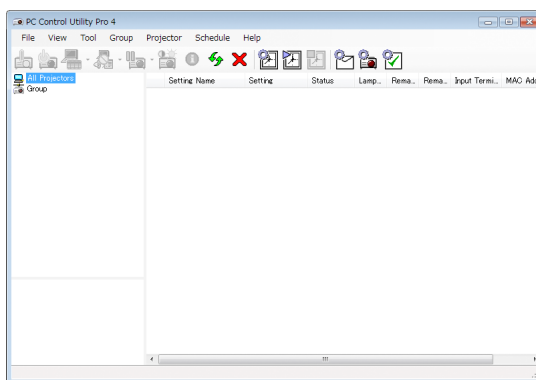 PC Control Utility Pro 4
File View Tool Group Projector Schedule Help
All Projectors
Group
Setting Name Setting Status Lamp... Rema... Rema... Input Termi... MAC Add